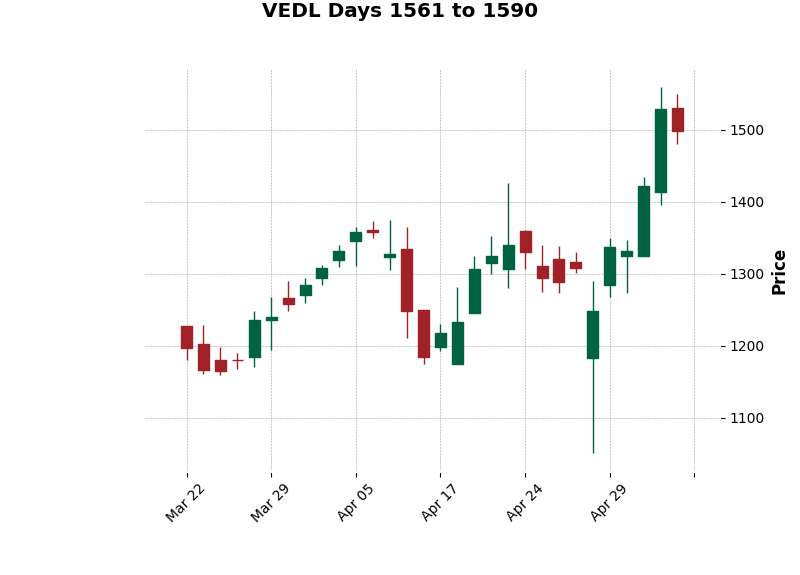 VEDL Days 1561 to 1590
1500
1400
1300
1200
1100
Price
Mar 22
Mar 29
Apr 05
Apr 17
Apr 24
Apr 29